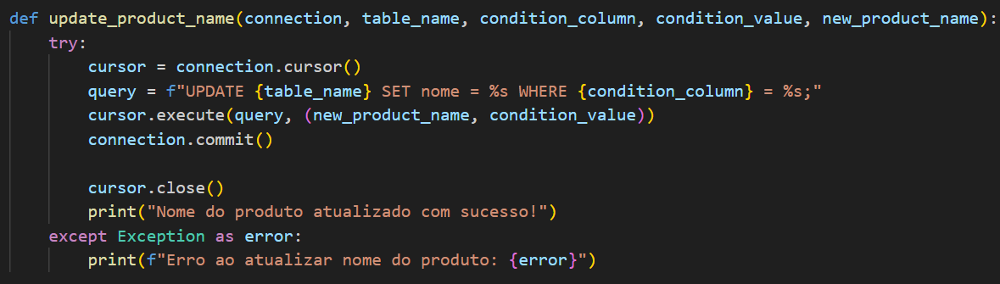 def update_product_name(connection, table_name, condition_column, condition_value, new_product_name):
    try:
        cursor = connection.cursor()
        query = f"UPDATE {table_name} SET nome = %s WHERE {condition_column} = %s;"
        cursor.execute(query, (new_product_name, condition_value))
        connection.commit()

        cursor.close()
        print("Nome do produto atualizado com sucesso!")
    except Exception as error:
        print(f"Erro ao atualizar nome do produto: {error}")